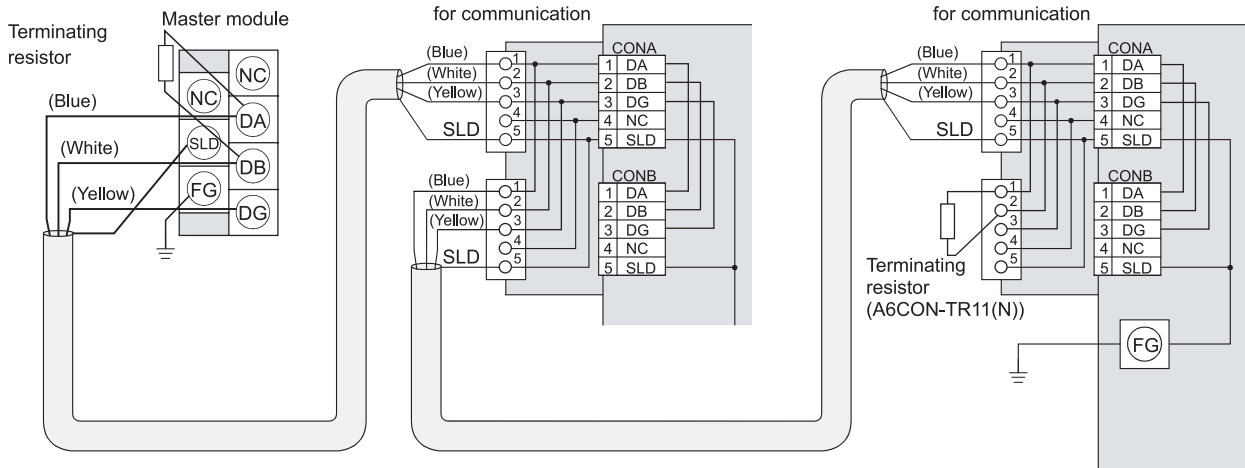 Terminating
resistor
Master module
NC
NC
(Blue)
DA
SLD
(White)
DB
FG
(Yellow)
DG
for communication
CONA
(Blue) 1 1 DA
(White) 2 2 DB
(Yellow) 3 3 DG
4 4 NC
SLD 5 5 SLD
CONB
(Blue) 1 1 DA
(White) 2 2 DB
(Yellow) 3 3 DG
4 4 NC
SLD 5 5 SLD
for communication
CONA
(Blue) 1 1 DA
(White) 2 2 DB
(Yellow) 3 3 DG
4 4 NC
SLD 5 5 SLD
CONB
1 1 DA
2 2 DB
3 3 DG
4 4 NC
5 5 SLD
Terminating
resistor
(A6CON-TR11(N))
FG